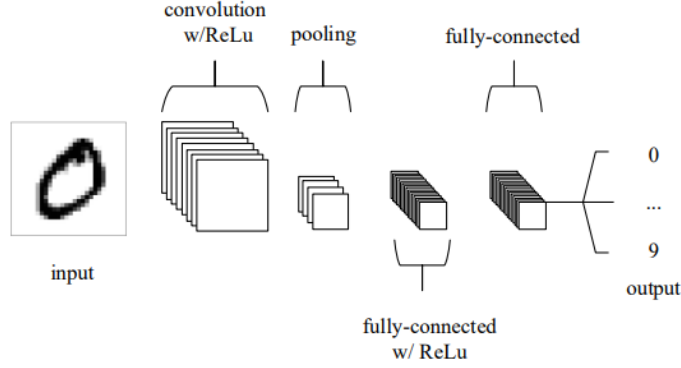 convolution
w/ReLu
pooling
fully-connected
0
...
9
input
output
fully-connected
w/ ReLu